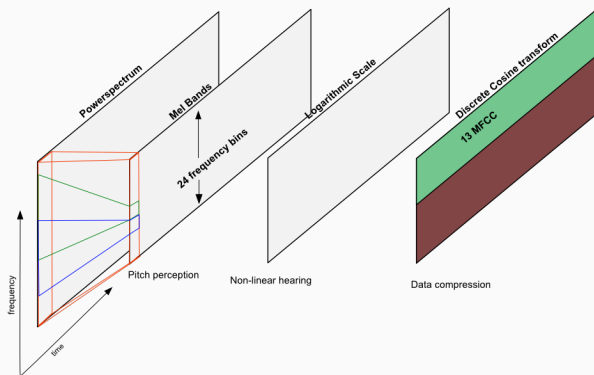 Powerspectrum
Mel Bands
Logarithmic Scale
Discrete Cosine transform
24 frequency bins
13 MFCC
Pitch perception
Non-linear hearing
Data compression
frequency
time